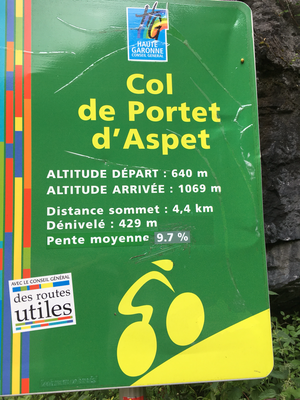 HAUTE
GARONNE
CONSEIL GÉNÉRAL
Col
de Portet
d'Aspet
ALTITUDE DÉPART : 640 m
ALTITUDE ARRIVÉE : 1069 m
Distance sommet : 4,4 km
Dénivelé : 429 m
Pente moyenne : 9.7 %
AVEC LE CONSEIL GÉNÉRAL
des routes
utiles